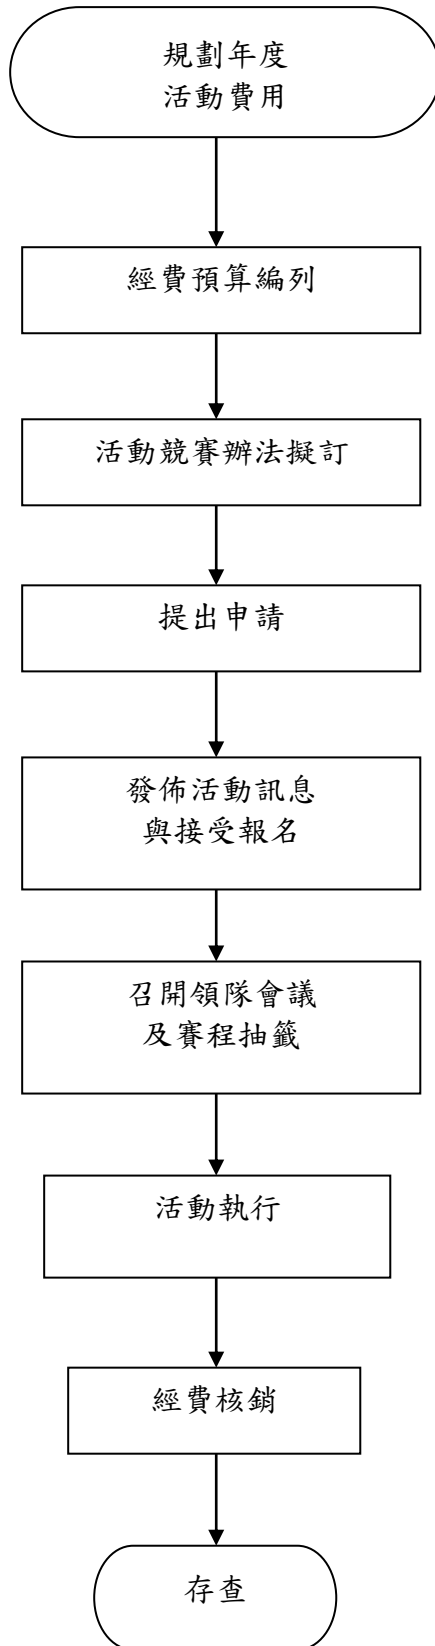 規劃年度
活動費用
經費預算編列
活動競賽辦法擬訂
提出申請
發佈活動訊息
與接受報名
召開領隊會議
及賽程抽籤
活動執行
經費核銷
存查